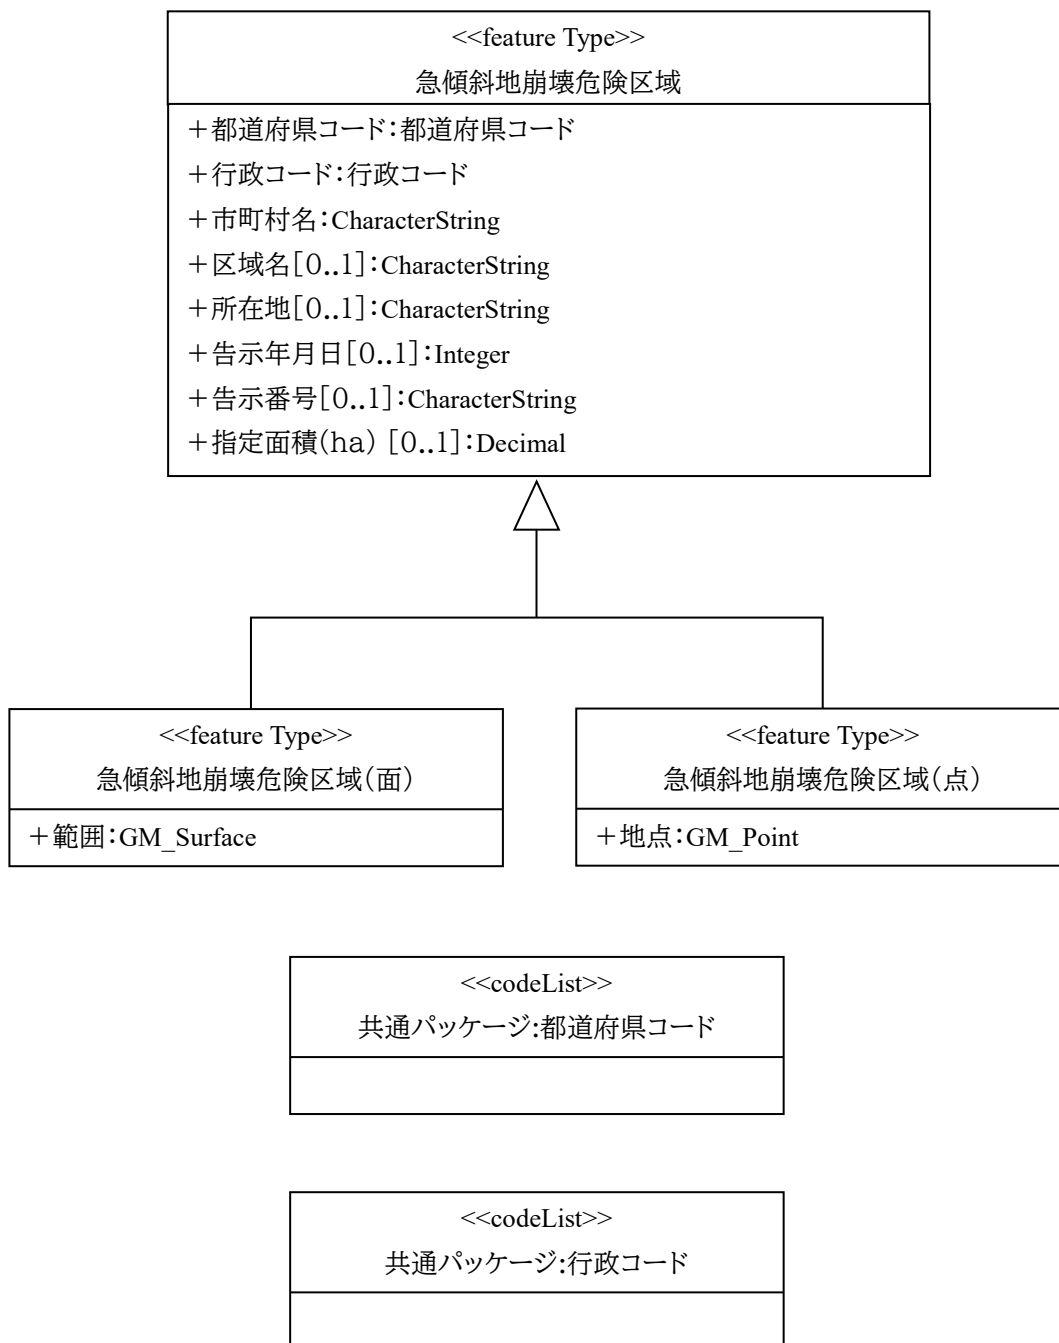 <<feature Type>>
急傾斜地崩壊危険区域
＋都道府県コード：都道府県コード
＋行政コード：行政コード
＋市町村名：CharacterString
＋区域名［0..1］：CharacterString
＋所在地［0..1］：CharacterString
＋告示年月日［0..1］：Integer
＋告示番号［0..1］：CharacterString
＋指定面積（ha）［0..1］：Decimal
<<feature Type>>
急傾斜地崩壊危険区域（面）
＋範囲：GM_Surface
<<feature Type>>
急傾斜地崩壊危険区域（点）
＋地点：GM_Point
<<codeList>>
共通パッケージ：都道府県コード
<<codeList>>
共通パッケージ：行政コード